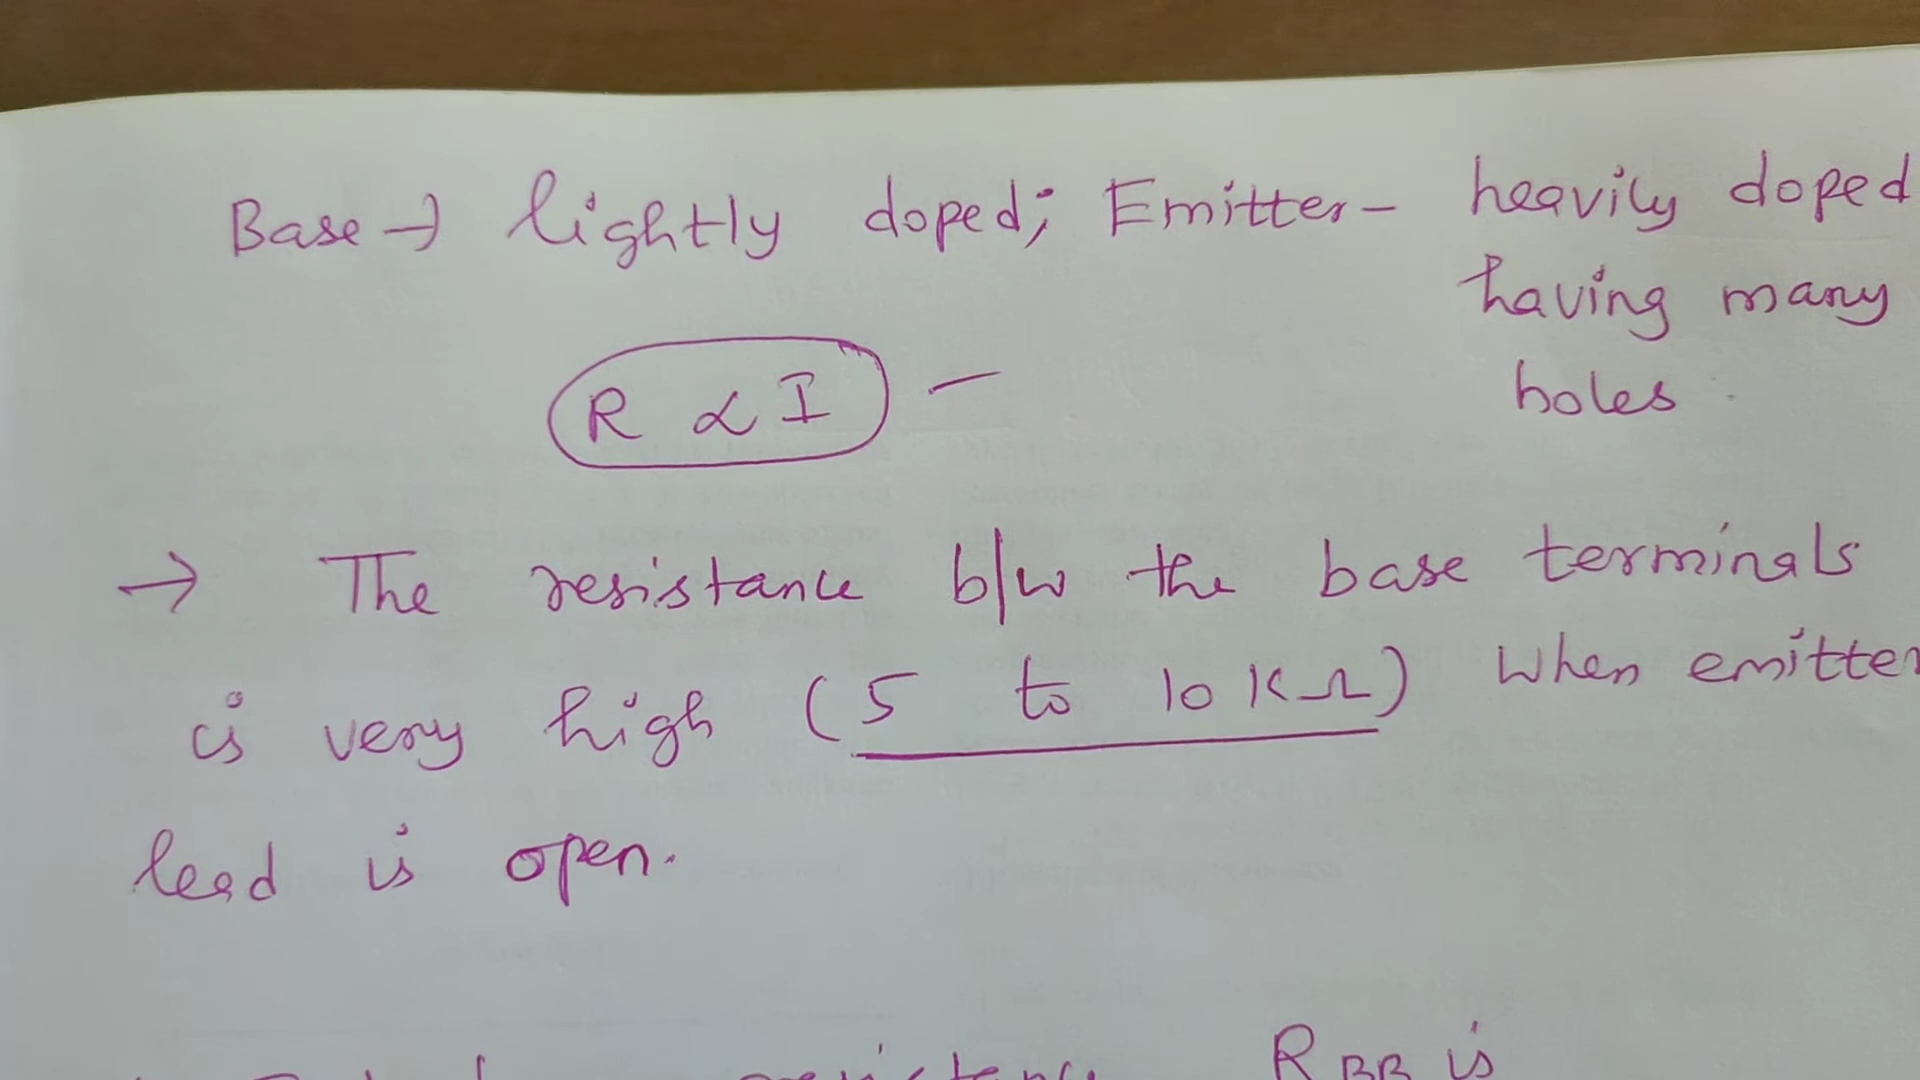 Base → lightly doped; Emitter - heavily doped
having many
holes.
R ∝ I -
→ The resistance b/w the base terminals
is very high (5 to 10 KΩ) when emitter
lead is open.
resistance RBB is